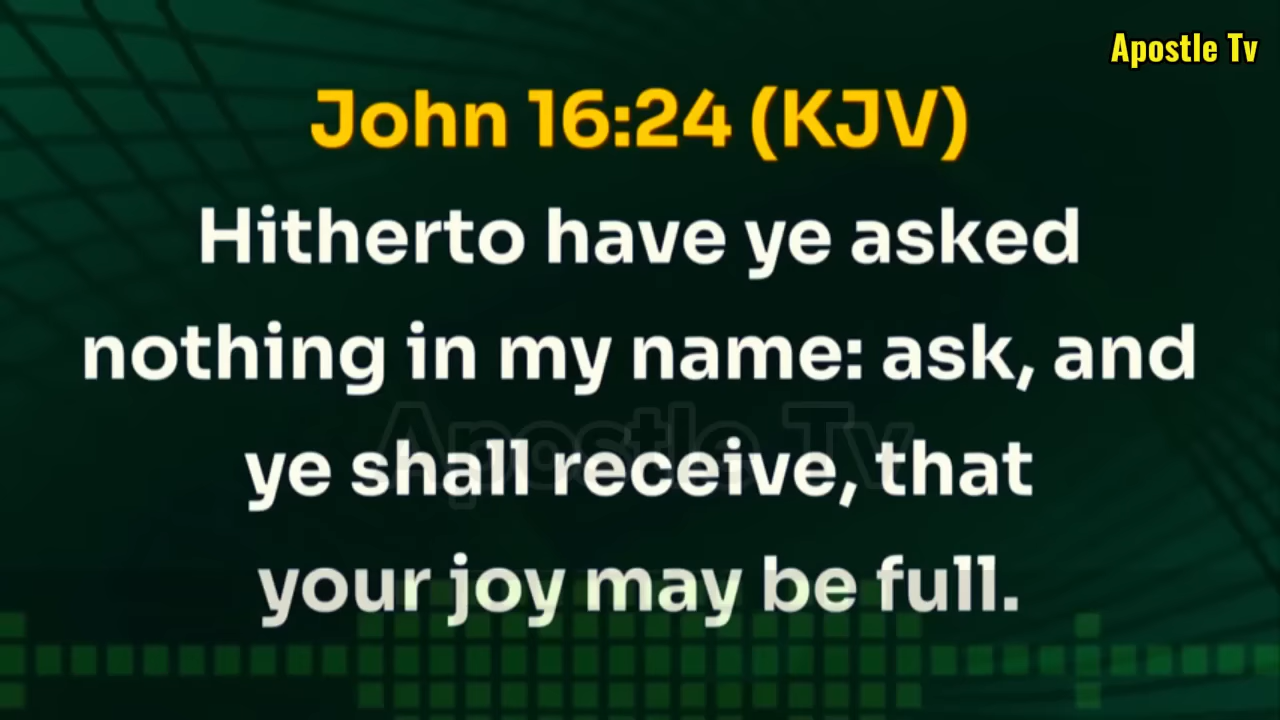 Apostle Tv
John 16:24 (KJV)
Hitherto have ye asked
nothing in my name: ask, and
Apostle Tv
ye shall receive, that
your joy may be full.